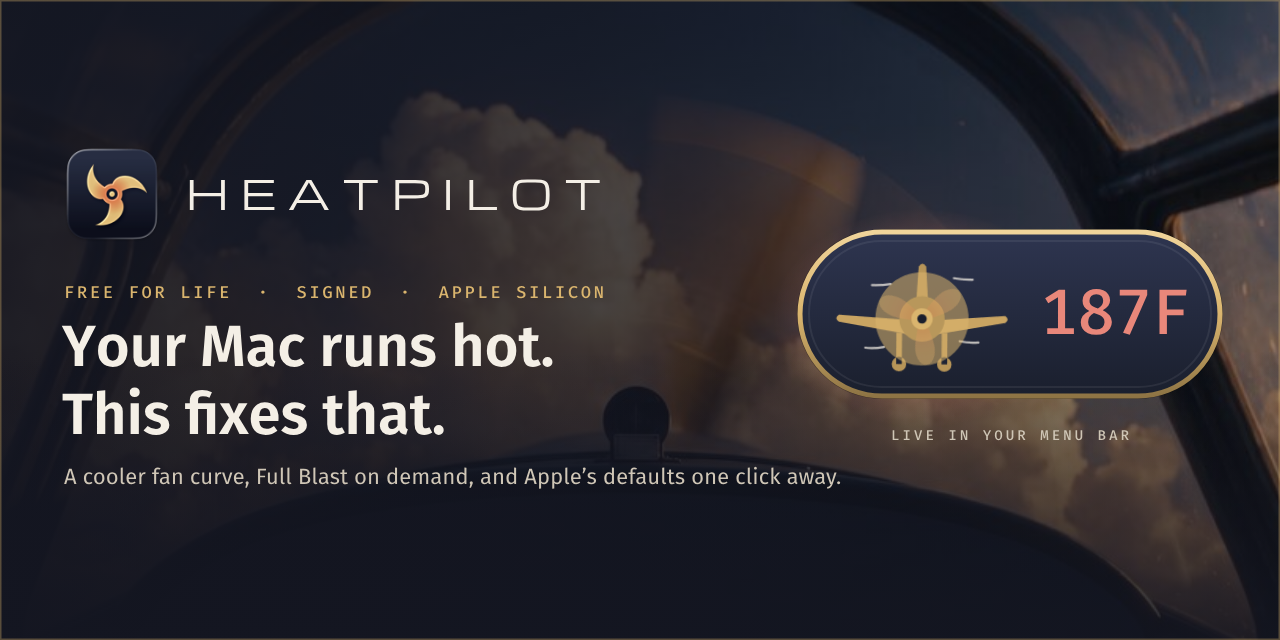 HEATPILOT
FREE FOR LIFE · SIGNED · APPLE SILICON
Your Mac runs hot.
This fixes that.
A cooler fan curve, Full Blast on demand, and Apple’s defaults one click away.
187F
LIVE IN YOUR MENU BAR